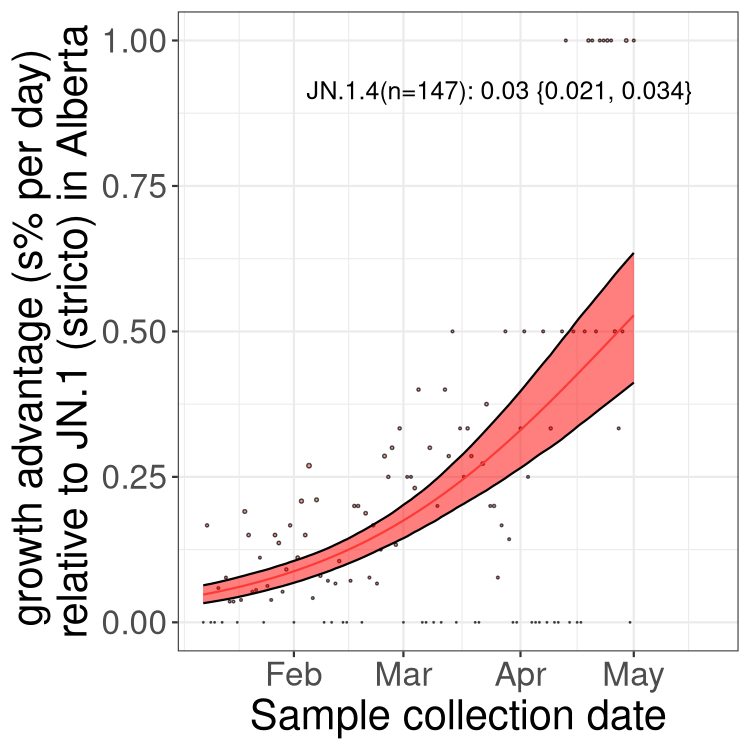 growth advantage (s% per day)
relative to JN.1 (stricto) in Alberta
1.00
0.75
0.50
0.25
0.00
JN.1.4(n=147): 0.03 {0.021, 0.034}
Feb
Mar
Apr
May
Sample collection date